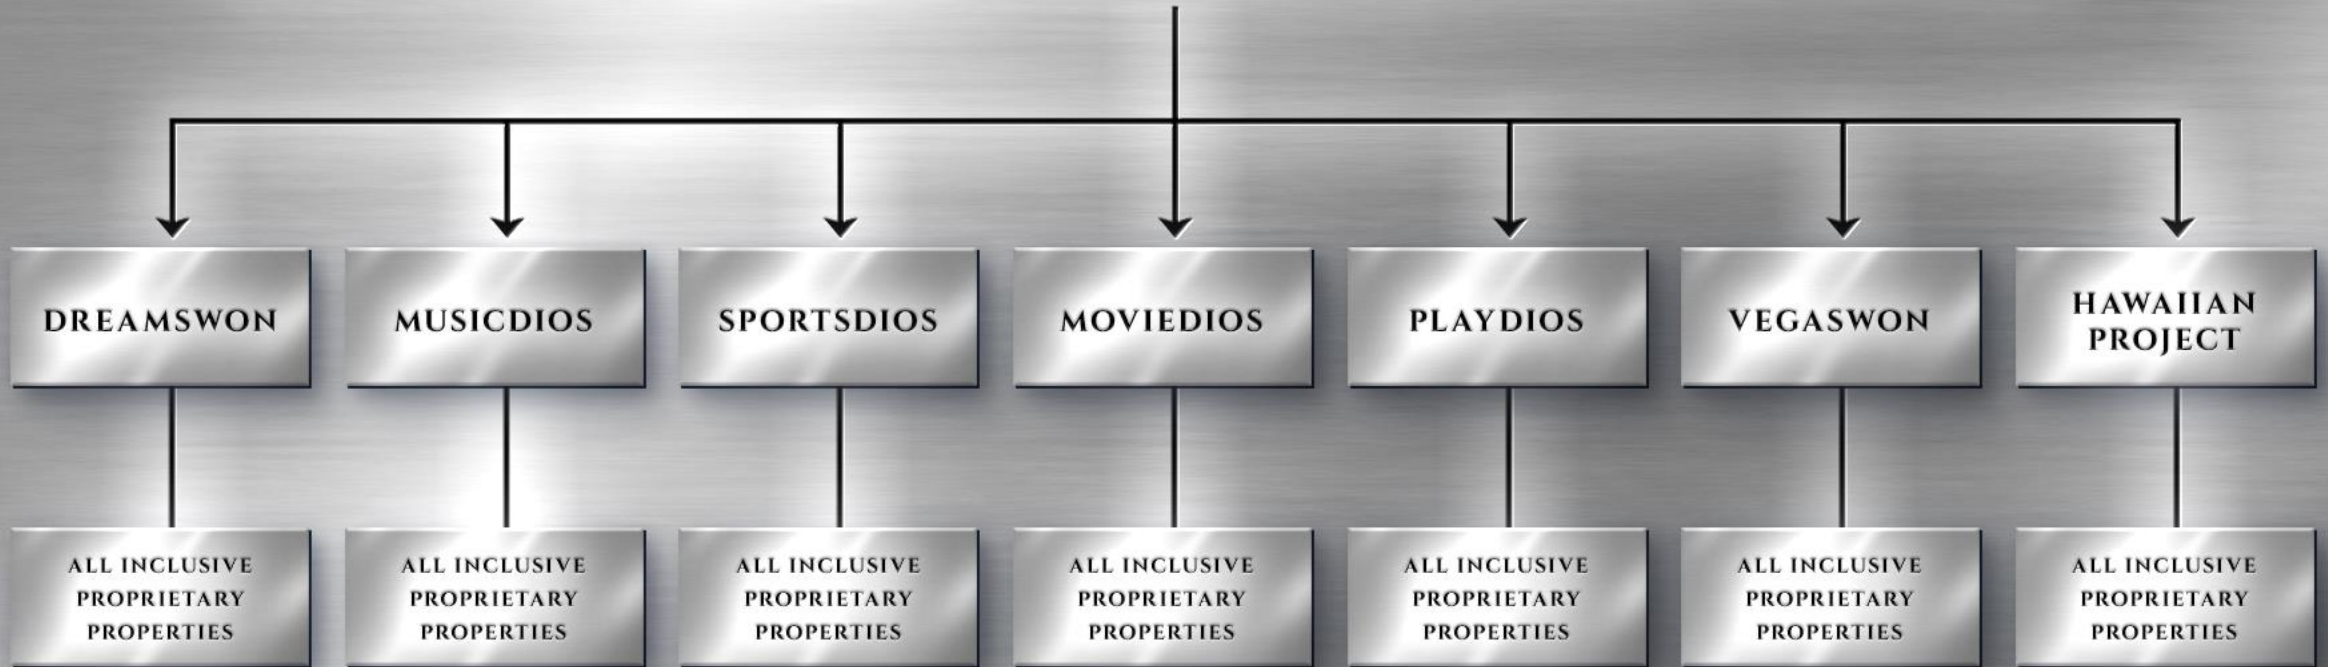 DREAMSWON
MUSICDIOS
SPORTSDIOS
MOVIEDIOS
PLAYDIOS
VEGASWON
HAWAIIAN
PROJECT
ALL INCLUSIVE
PROPRIETARY
PROPERTIES
ALL INCLUSIVE
PROPRIETARY
PROPERTIES
ALL INCLUSIVE
PROPRIETARY
PROPERTIES
ALL INCLUSIVE
PROPRIETARY
PROPERTIES
ALL INCLUSIVE
PROPRIETARY
PROPERTIES
ALL INCLUSIVE
PROPRIETARY
PROPERTIES
ALL INCLUSIVE
PROPRIETARY
PROPERTIES